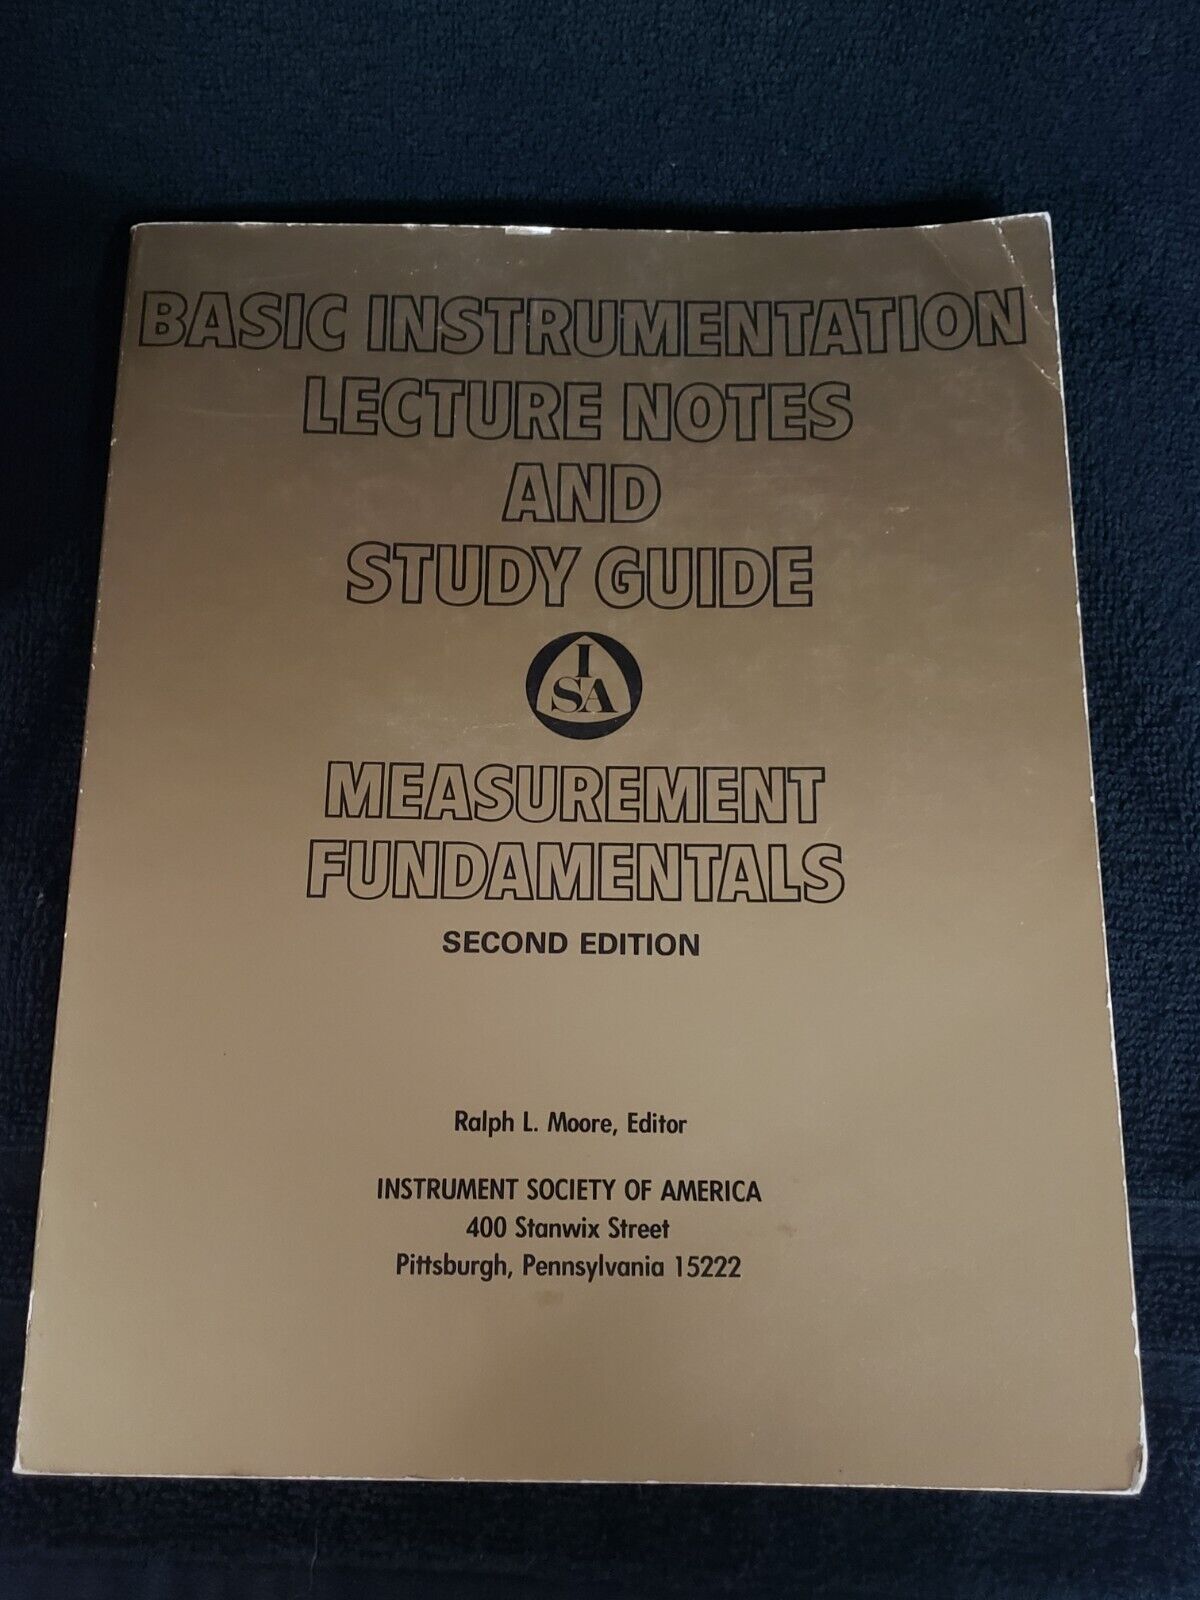 BASIC INSTRUMENTATION
LECTURE NOTES
AND
STUDY GUIDE
I
SA
MEASUREMENT
FUNDAMENTALS
SECOND EDITION
Ralph L. Moore, Editor
INSTRUMENT SOCIETY OF AMERICA
400 Stanwix Street
Pittsburgh, Pennsylvania 15222